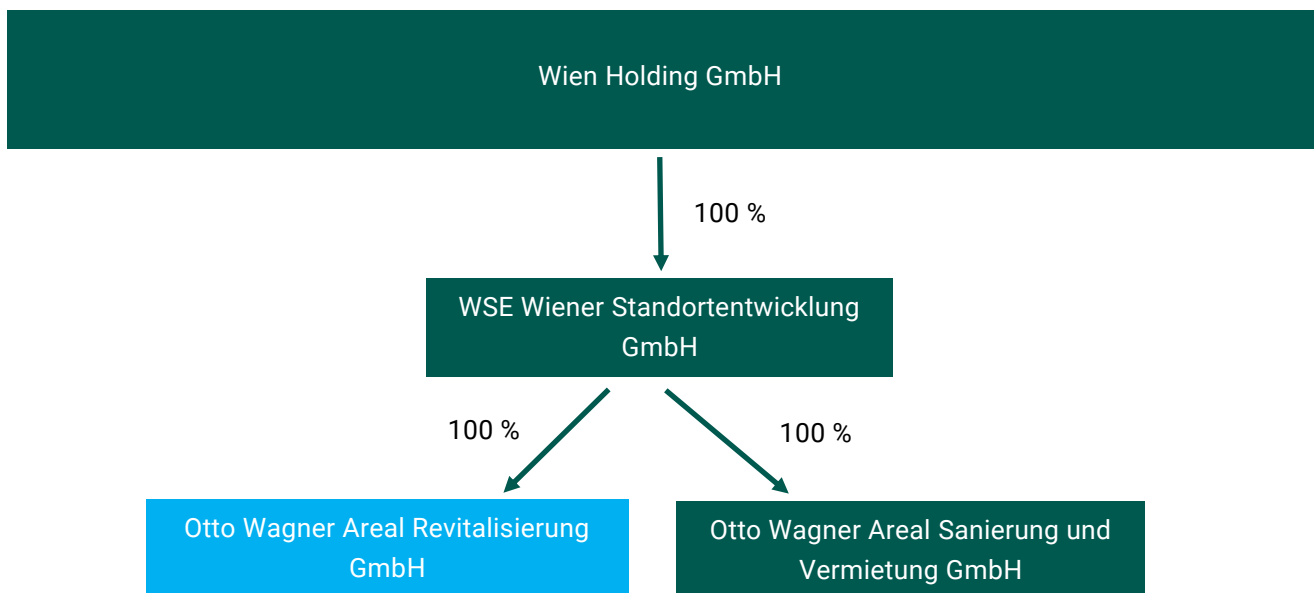 Wien Holding GmbH
100 %
WSE Wiener Standortentwicklung
GmbH
100 %
100 %
Otto Wagner Areal Revitalisierung
GmbH
Otto Wagner Areal Sanierung und
Vermietung GmbH